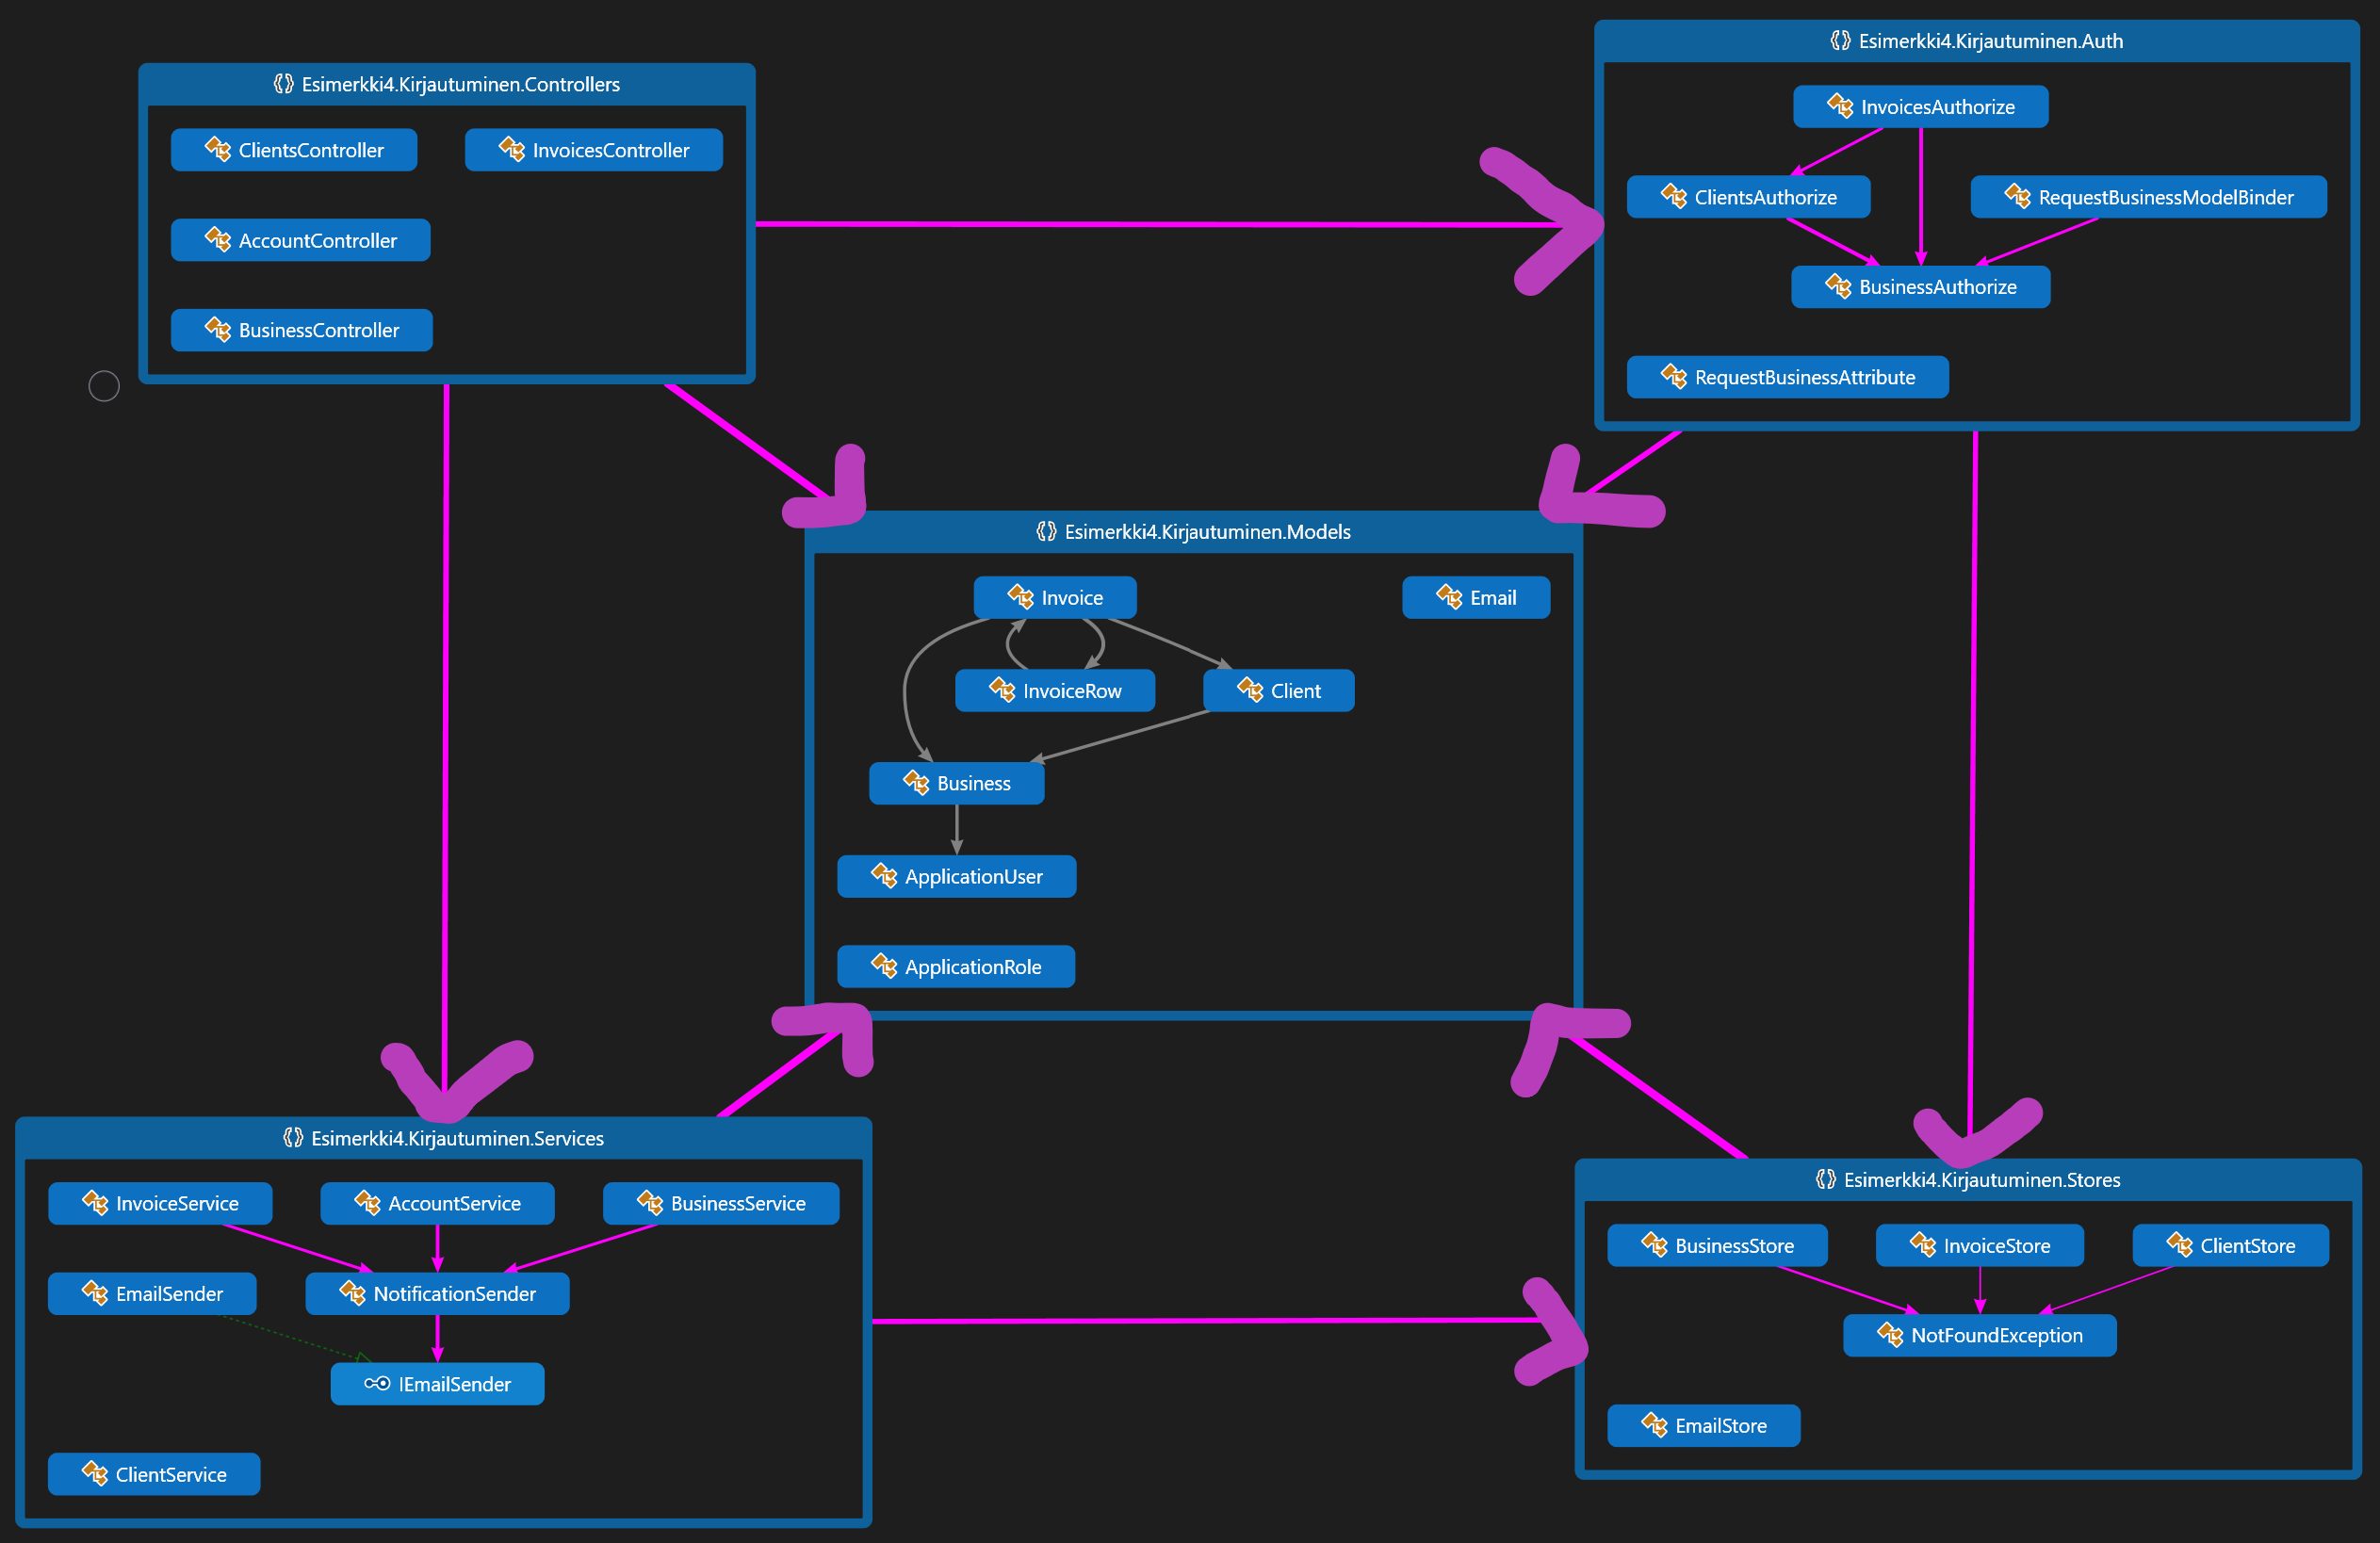 Esimerkki4.Kirjautuminen.Controllers
ClientsController
InvoicesController
AccountController
BusinessController
Esimerkki4.Kirjautuminen.Auth
InvoicesAuthorize
ClientsAuthorize
RequestBusinessModelBinder
BusinessAuthorize
RequestBusinessAttribute
Esimerkki4.Kirjautuminen.Models
Invoice
Email
InvoiceRow
Client
Business
ApplicationUser
ApplicationRole
Esimerkki4.Kirjautuminen.Services
InvoiceService
AccountService
BusinessService
EmailSender
NotificationSender
IEmailSender
ClientService
Esimerkki4.Kirjautuminen.Stores
BusinessStore
InvoiceStore
ClientStore
NotFoundException
EmailStore